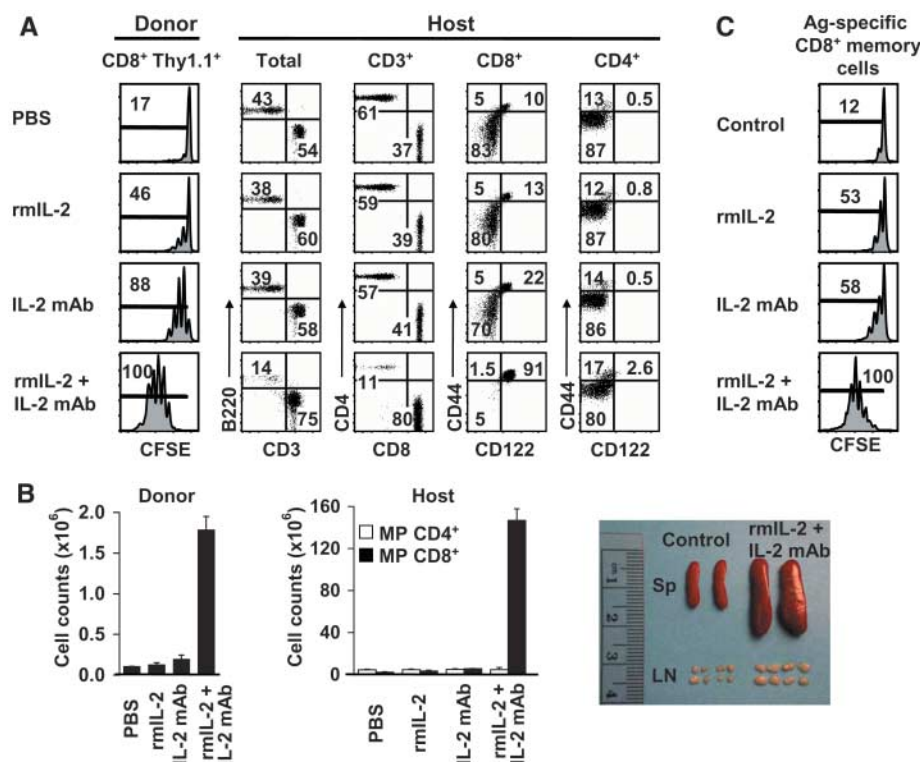 A
Donor
Host
C
CD8+ Thy1.1+
Total
CD3+
CD8+
CD4+
Ag-specific
CD8+ memory
cells
PBS
17
43
54
61
37
5
10
83
13
0.5
87
Control
12
rmIL-2
46
38
60
59
39
5
13
80
12
0.8
87
rmIL-2
53
IL-2 mAb
88
39
58
57
41
5
22
70
14
0.5
86
IL-2 mAb
58
rmIL-2 +
IL-2 mAb
100
14
75
11
80
1.5
91
5
17
2.6
80
rmIL-2 +
IL-2 mAb
100
B220
CD4
CD44
CD44
CFSE
CD3
CD8
CD122
CD122
CFSE
B
Donor
Cell counts (x10⁶)
2.0
1.5
1.0
0.5
0.0
PBS
rmIL-2
IL-2 mAb
rmIL-2 +
IL-2 mAb
Host
Cell counts (x10⁶)
160
120
80
40
0
MP CD4+
MP CD8+
PBS
rmIL-2
IL-2 mAb
rmIL-2 +
IL-2 mAb
Control
rmIL-2 +
IL-2 mAb
Sp
LN
cm 1
2
3
4